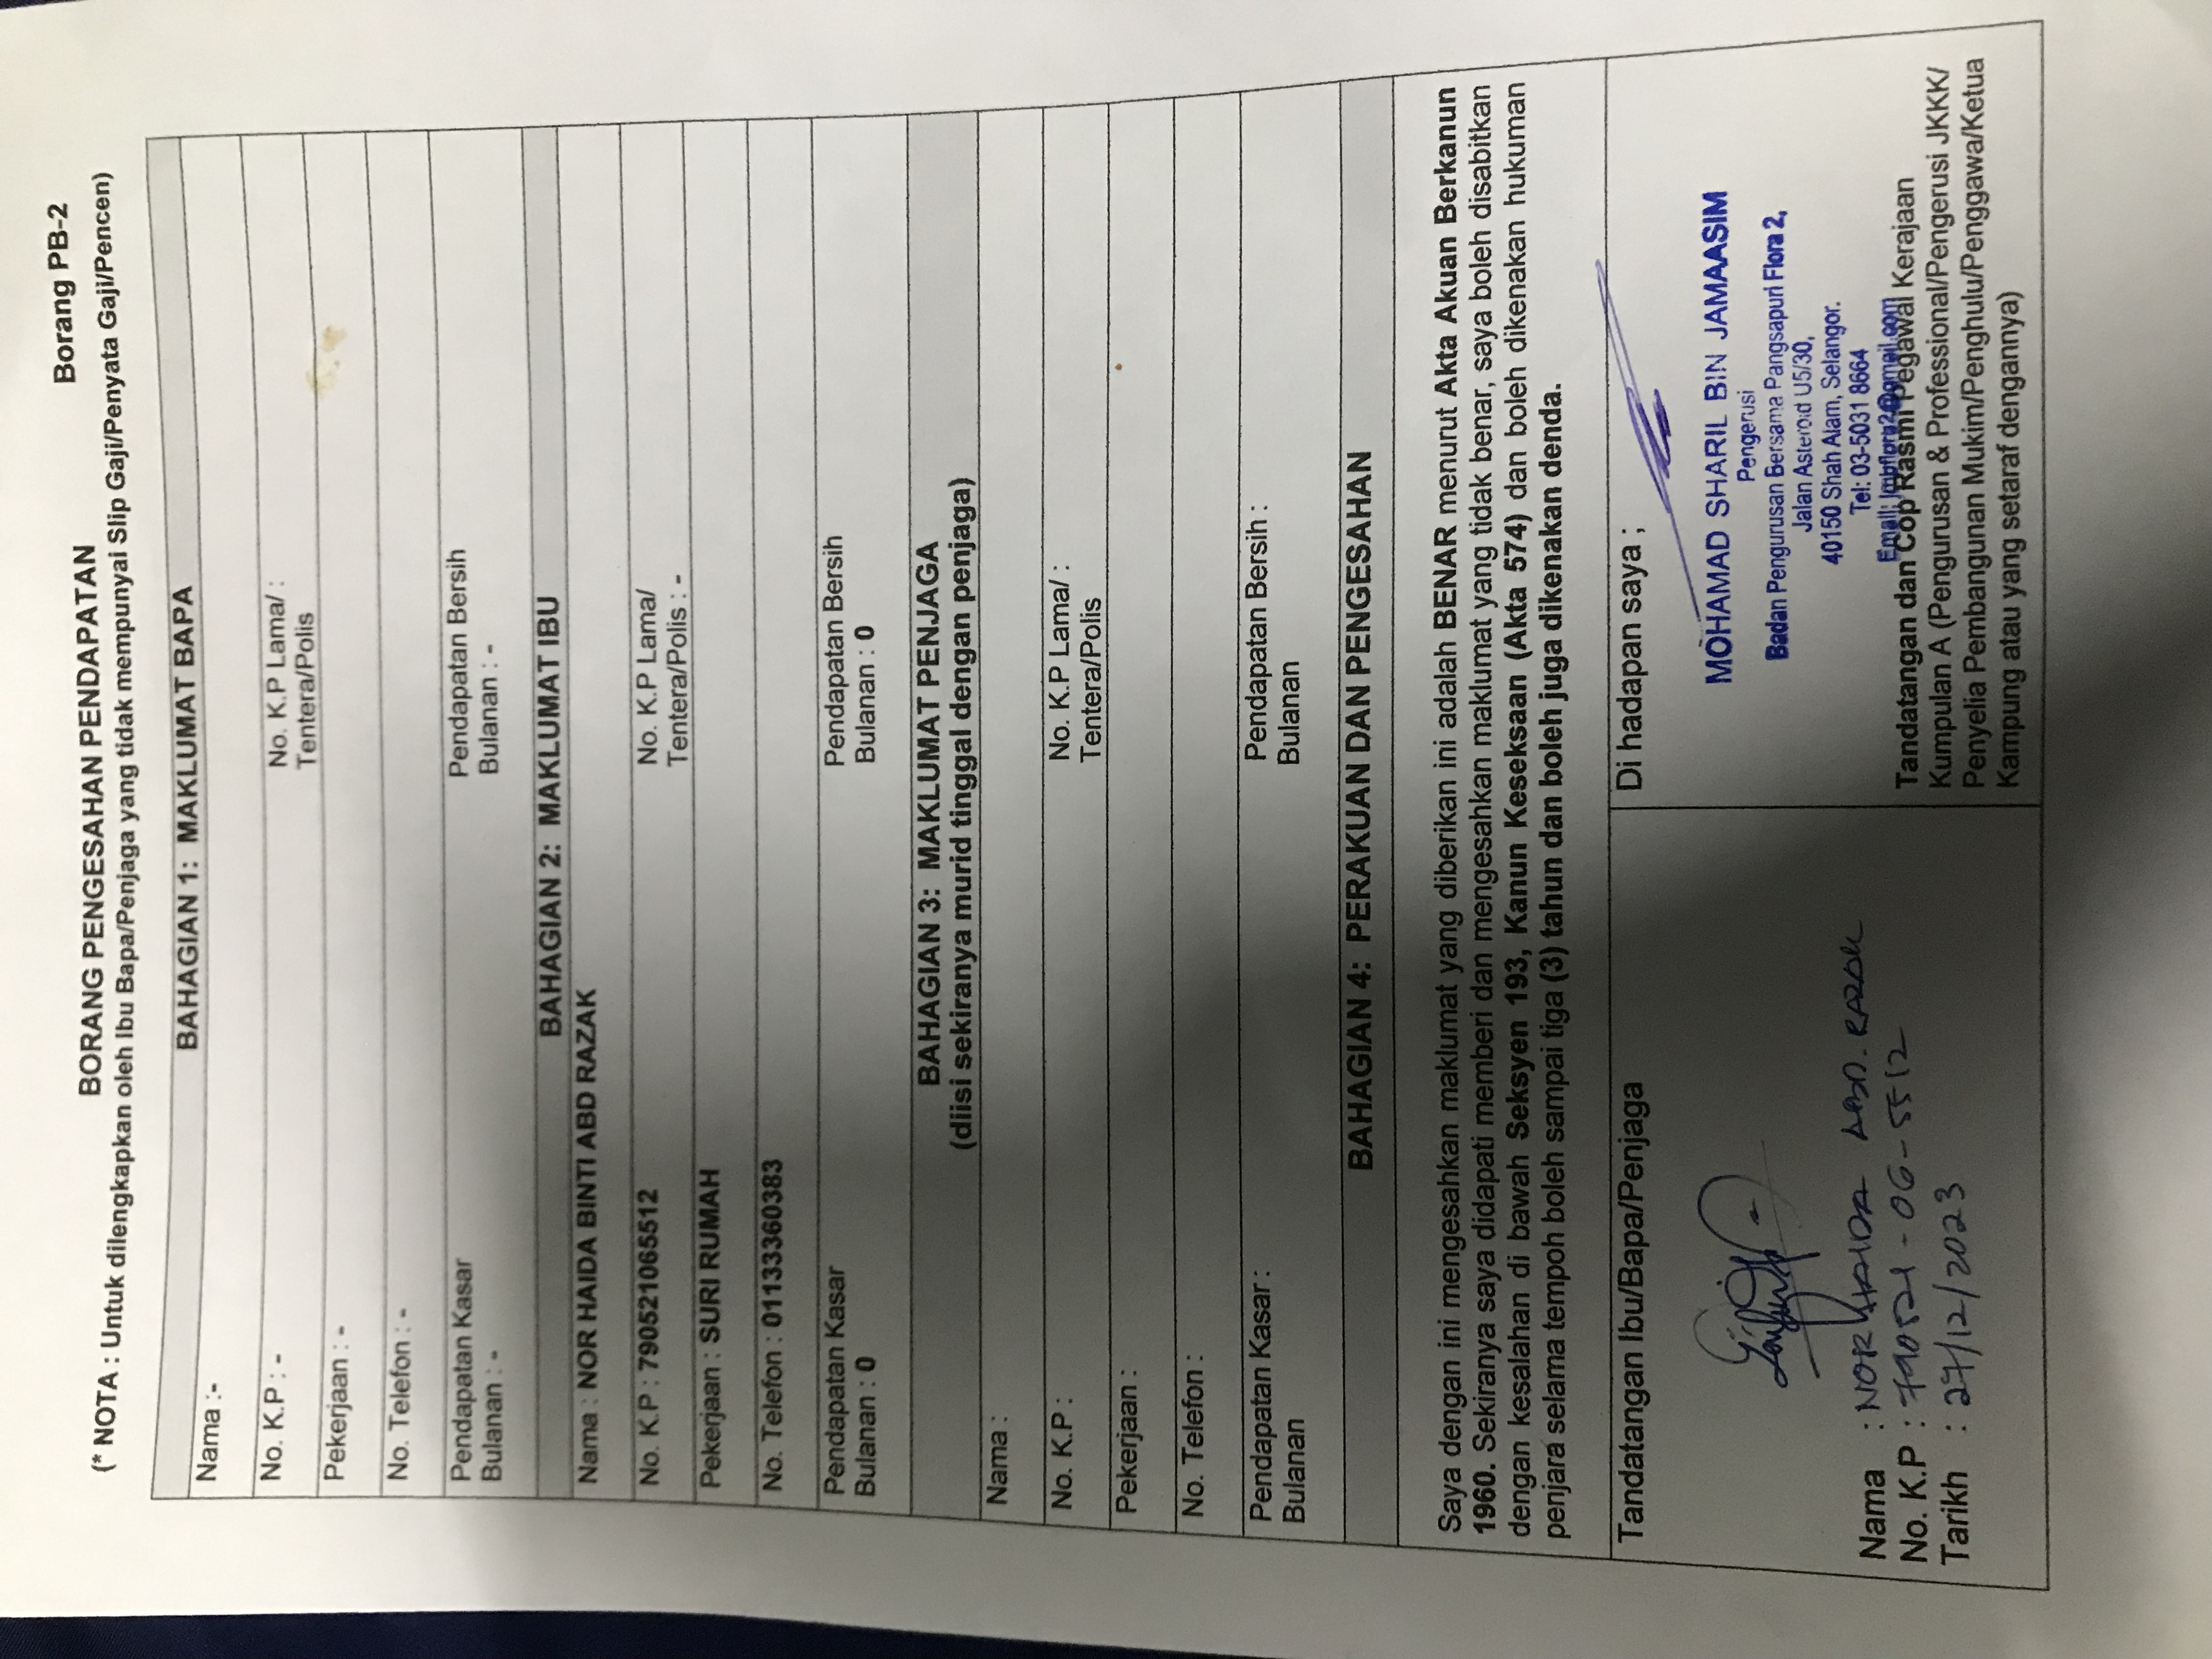 Borang PB-2
BORANG PENGESAHAN PENDAPATAN
(* NOTA : Untuk dilengkapkan oleh Ibu Bapa/Penjaga yang tidak mempunyai Slip Gaji/Penyata Gaji/Pencen)
BAHAGIAN 1: MAKLUMAT BAPA
Nama :-
No. K.P : -
No. K.P Lama/ :
Tentera/Polis
Pekerjaan : -
No. Telefon : -
Pendapatan Kasar
Bulanan : -
Pendapatan Bersih
Bulanan : -
BAHAGIAN 2: MAKLUMAT IBU
Nama : NOR HAIDA BINTI ABD RAZAK
No. K.P : 790521065512
No. K.P Lama/
Tentera/Polis : -
Pekerjaan : SURI RUMAH
No. Telefon : 01133360383
Pendapatan Kasar
Bulanan : 0
Pendapatan Bersih
Bulanan : 0
BAHAGIAN 3: MAKLUMAT PENJAGA
(diisi sekiranya murid tinggal dengan penjaga)
Nama :
No. K.P :
No. K.P Lama/ :
Tentera/Polis
Pekerjaan :
No. Telefon :
Pendapatan Kasar :
Bulanan
Pendapatan Bersih :
Bulanan
BAHAGIAN 4: PERAKUAN DAN PENGESAHAN
Saya dengan ini mengesahkan maklumat yang diberikan ini adalah BENAR menurut Akta Akuan Berkanun
1960. Sekiranya saya didapati memberi dan mengesahkan maklumat yang tidak benar, saya boleh disabitkan
dengan kesalahan di bawah Seksyen 193, Kanun Keseksaan (Akta 574) dan boleh dikenakan hukuman
penjara selama tempoh boleh sampai tiga (3) tahun dan boleh juga dikenakan denda.
Tandatangan Ibu/Bapa/Penjaga
Nama : NOR HAIDA ABD. RAZAK
No. K.P : 790521-06-5512
Tarikh : 27/12/2023
Di hadapan saya ;
MOHAMAD SHARIL BIN JAMAASIM
Pengerusi
Badan Pengurusan Bersama Pangsapuri Flora 2,
Jalan Asteroid U5/30,
40150 Shah Alam, Selangor.
Tel: 03-5031 8664
Email: jmbflora2@gmail.com
Tandatangan dan Cop Rasmi Pegawai Kerajaan
Kumpulan A (Pengurusan & Professional/Pengerusi JKKK/
Penyelia Pembangunan Mukim/Penghulu/Penggawa/Ketua
Kampung atau yang setaraf dengannya)